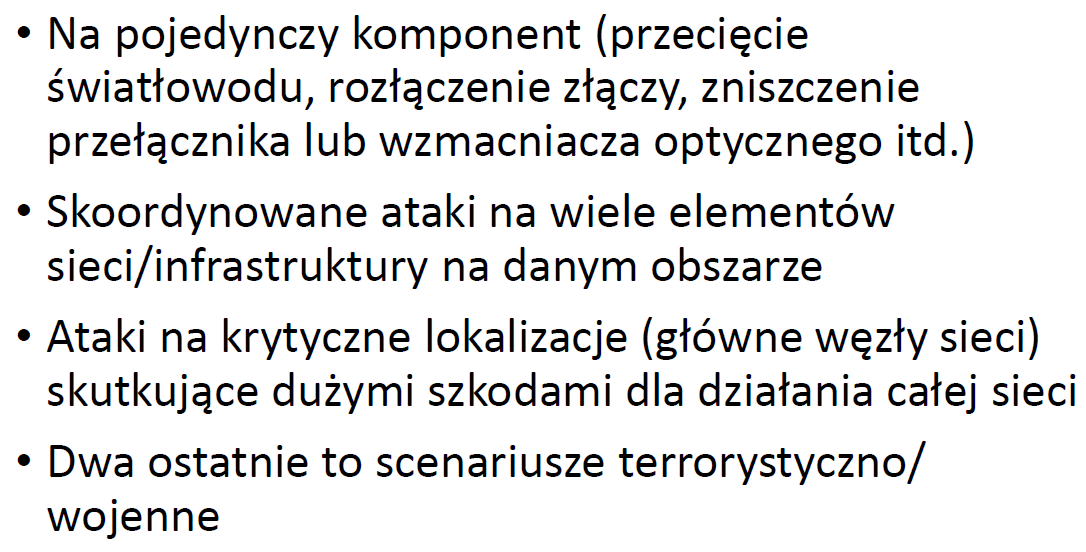 • Na pojedynczy komponent (przecięcie
światłowodu, rozłączenie złączy, zniszczenie
przełącznika lub wzmacniacza optycznego itd.)
• Skoordynowane ataki na wiele elementów
sieci/infrastruktury na danym obszarze
• Ataki na krytyczne lokalizacje (główne węzły sieci)
skutkujące dużymi szkodami dla działania całej sieci
• Dwa ostatnie to scenariusze terrorystyczno/
wojenne